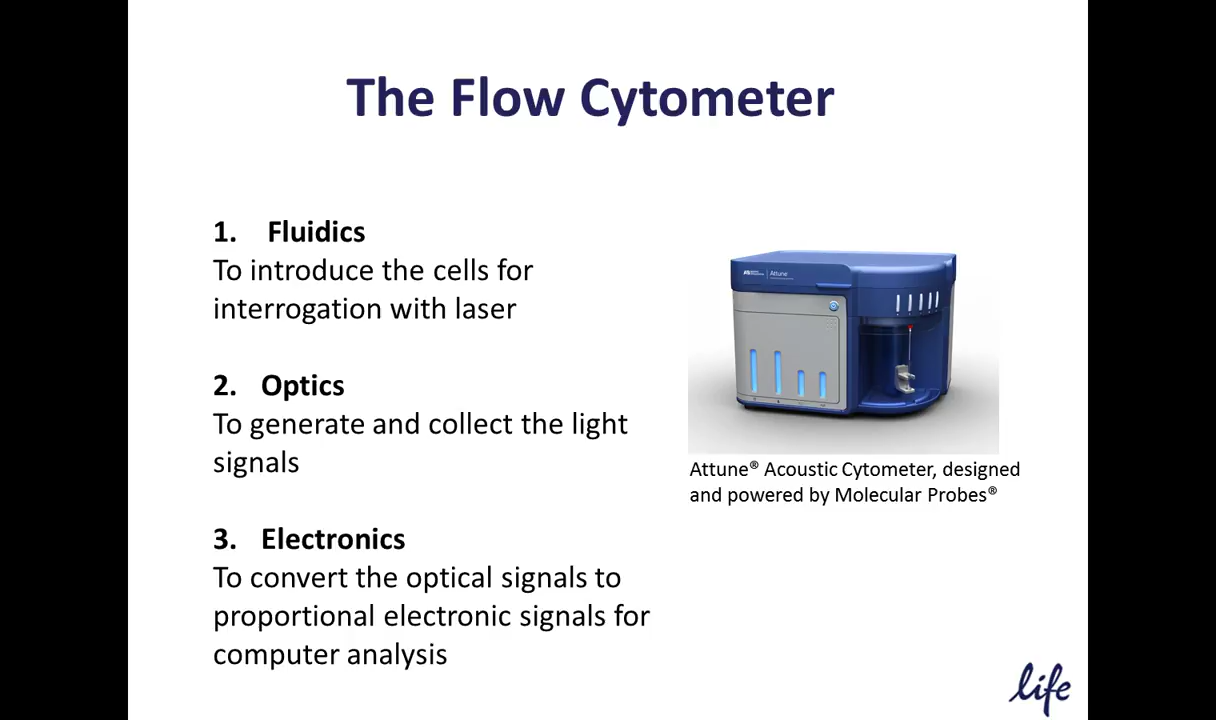 The Flow Cytometer
1. Fluidics
To introduce the cells for
interrogation with laser
2. Optics
To generate and collect the light
signals
3. Electronics
To convert the optical signals to
proportional electronic signals for
computer analysis
Attune
Attune® Acoustic Cytometer, designed
and powered by Molecular Probes®
life